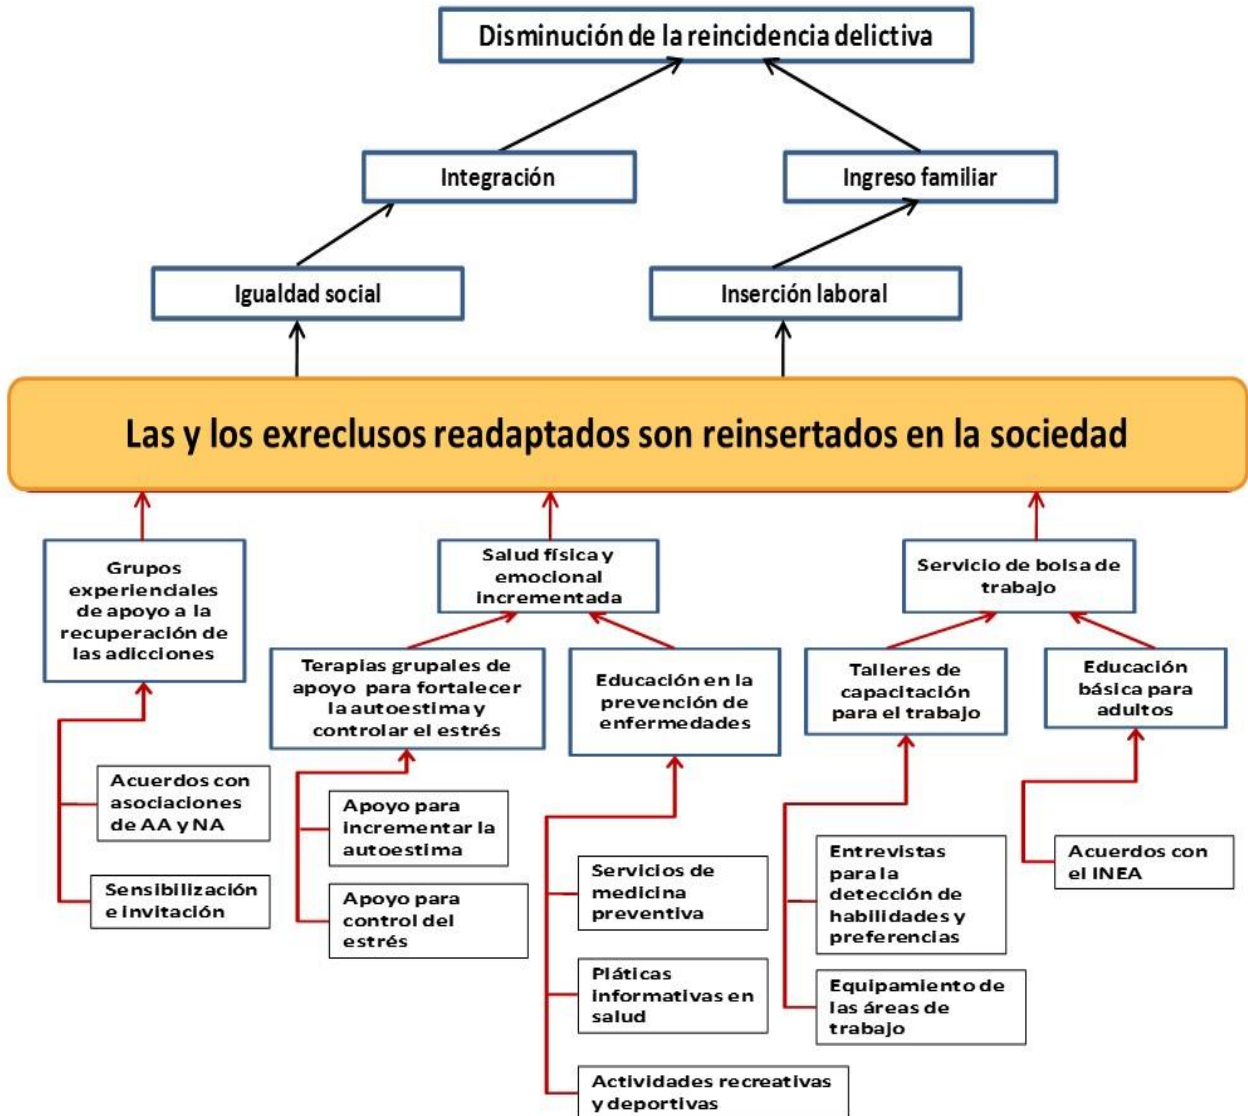 Disminución de la reincidencia delictiva
Integración
Ingreso familiar
Igualdad social
Inserción laboral
Las y los exreclusos readaptados son reinsertados en la sociedad
Grupos
experienciales
de apoyo a la
recuperación de
las adicciones
Salud física y
emocional
incrementada
Servicio de bolsa de
trabajo
Terapias grupales de
apoyo para fortalecer
la autoestima y
controlar el estrés
Educación en la
prevención de
enfermedades
Talleres de
capacitación
para el trabajo
Educación
básica para
adultos
Acuerdos con
asociaciones
de AA y NA
Sensibilización
e invitación
Apoyo para
incrementar la
autoestima
Apoyo para
control del
estrés
Servicios de
medicina
preventiva
Pláticas
informativas en
salud
Actividades recreativas
y deportivas
Entrevistas
para la
detección de
habilidades y
preferencias
Equipamiento de
las áreas de
trabajo
Acuerdos con
el INEA